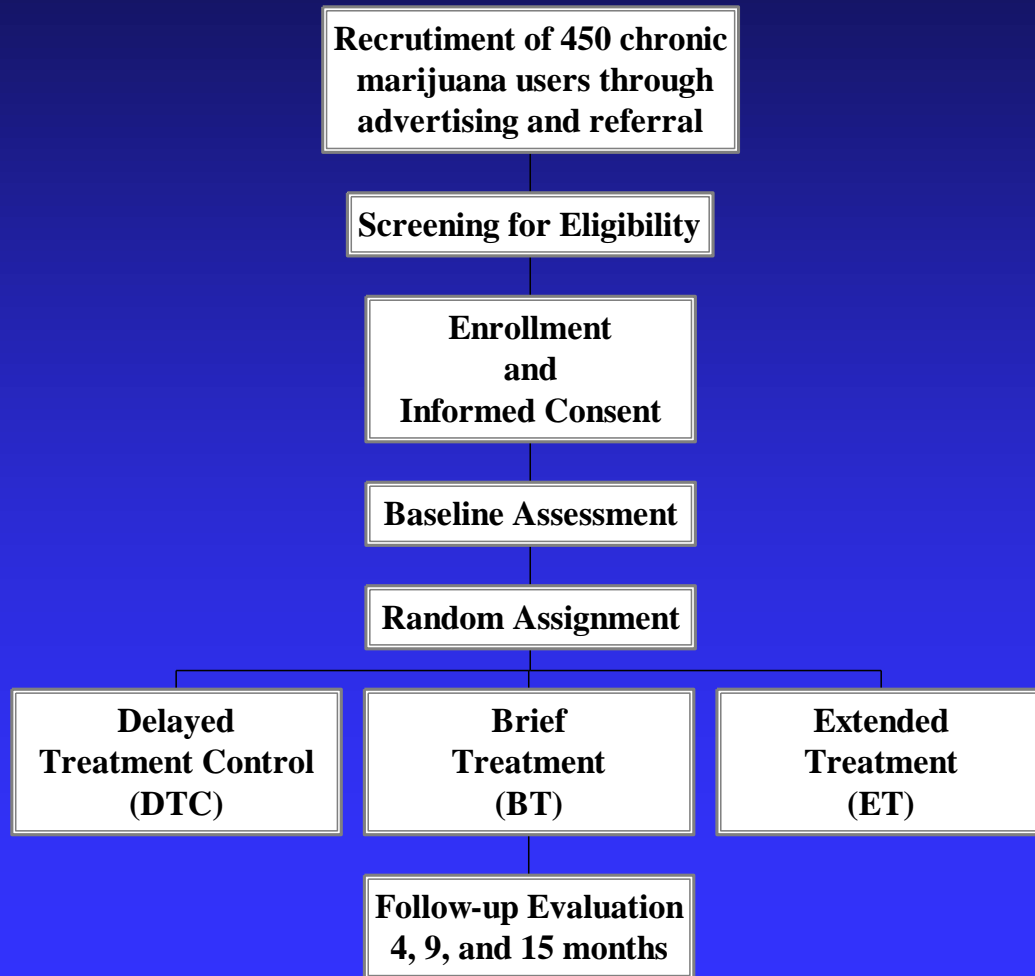 Recrutiment of 450 chronic
marijuana users through
advertising and referral
Screening for Eligibility
Enrollment
and
Informed Consent
Baseline Assessment
Random Assignment
Delayed
Treatment Control
(DTC)
Brief
Treatment
(BT)
Extended
Treatment
(ET)
Follow-up Evaluation
4, 9, and 15 months